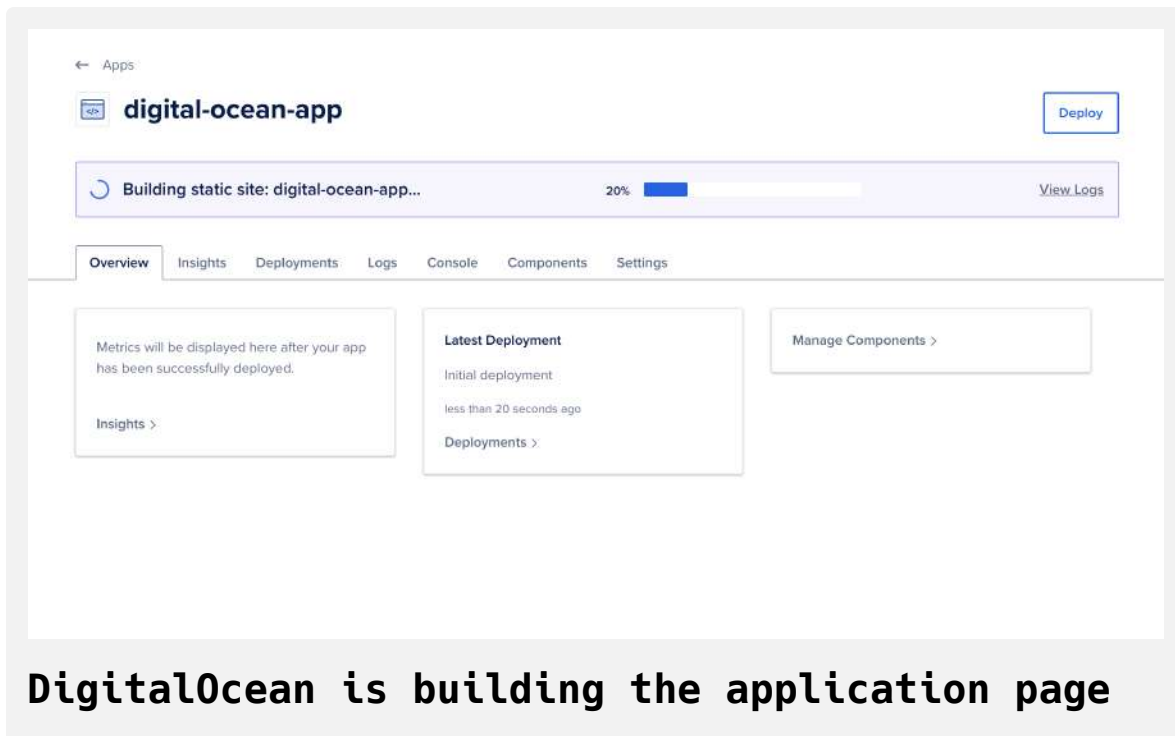 ← Apps
</> digital-ocean-app
Deploy
Building static site: digital-ocean-app... 20% View Logs
Overview Insights Deployments Logs Console Components Settings
Metrics will be displayed here after your app
has been successfully deployed.
Insights >
Latest Deployment
Initial deployment
less than 20 seconds ago
Deployments >
Manage Components >
DigitalOcean is building the application page